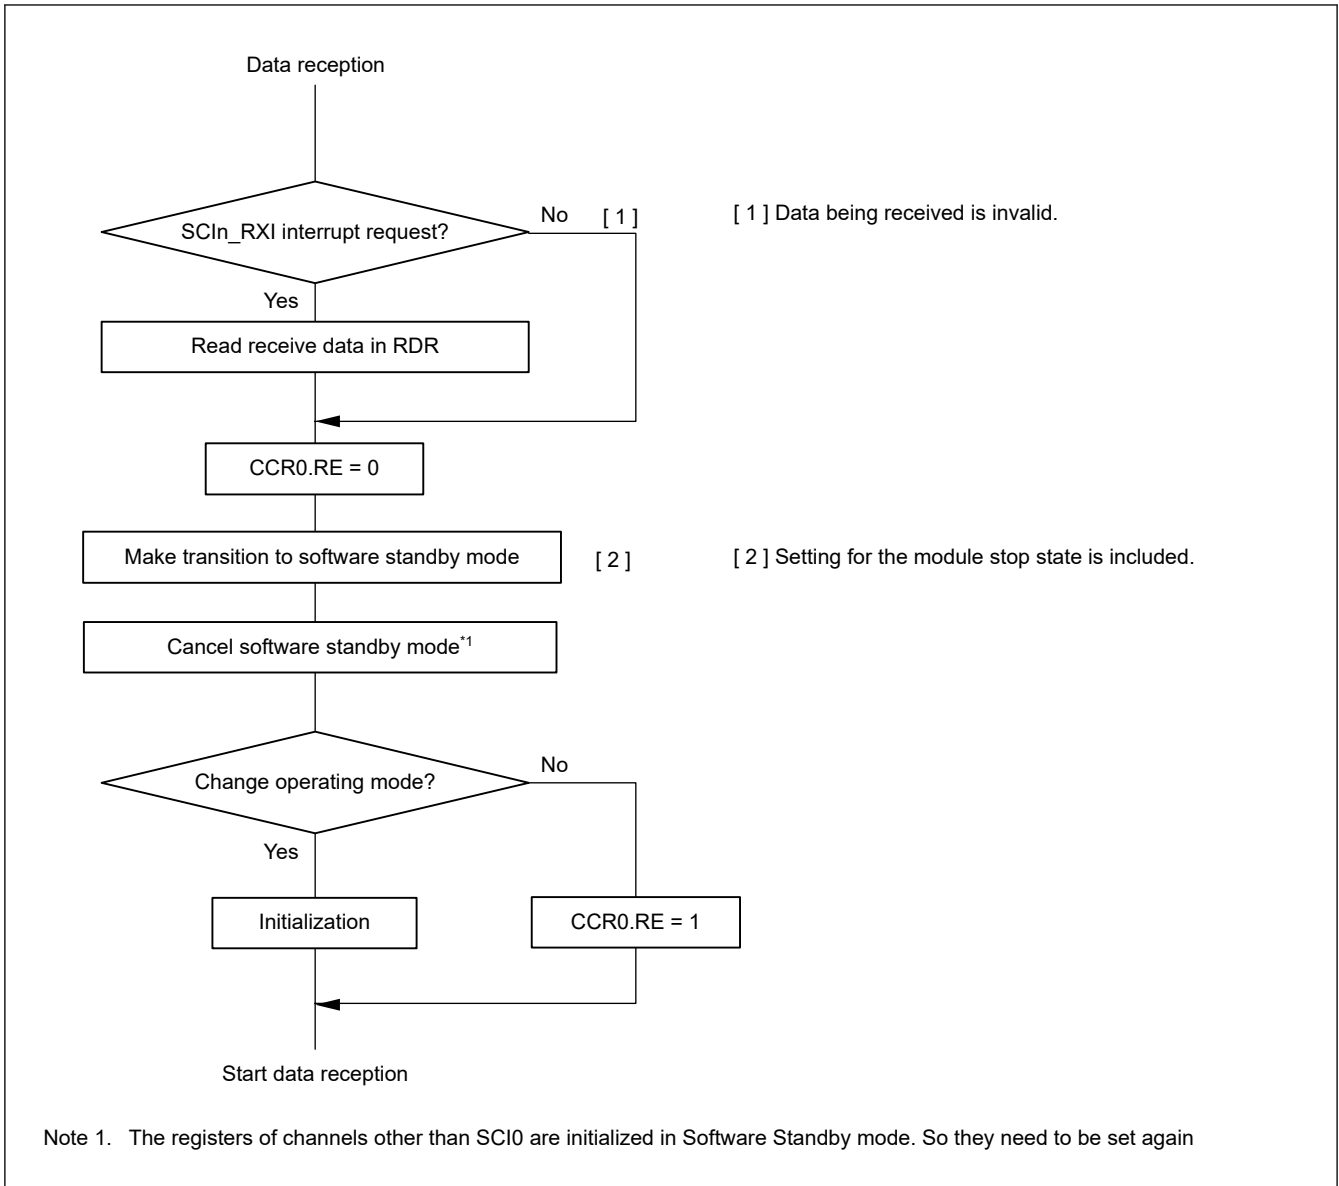 Data reception
SCIn_RXI interrupt request?
No [ 1 ]
[ 1 ] Data being received is invalid.
Yes
Read receive data in RDR
CCR0.RE = 0
Make transition to software standby mode
[ 2 ]
[ 2 ] Setting for the module stop state is included.
Cancel software standby mode*1
Change operating mode?
No
Yes
Initialization
CCR0.RE = 1
Start data reception
Note 1. The registers of channels other than SCI0 are initialized in Software Standby mode. So they need to be set again